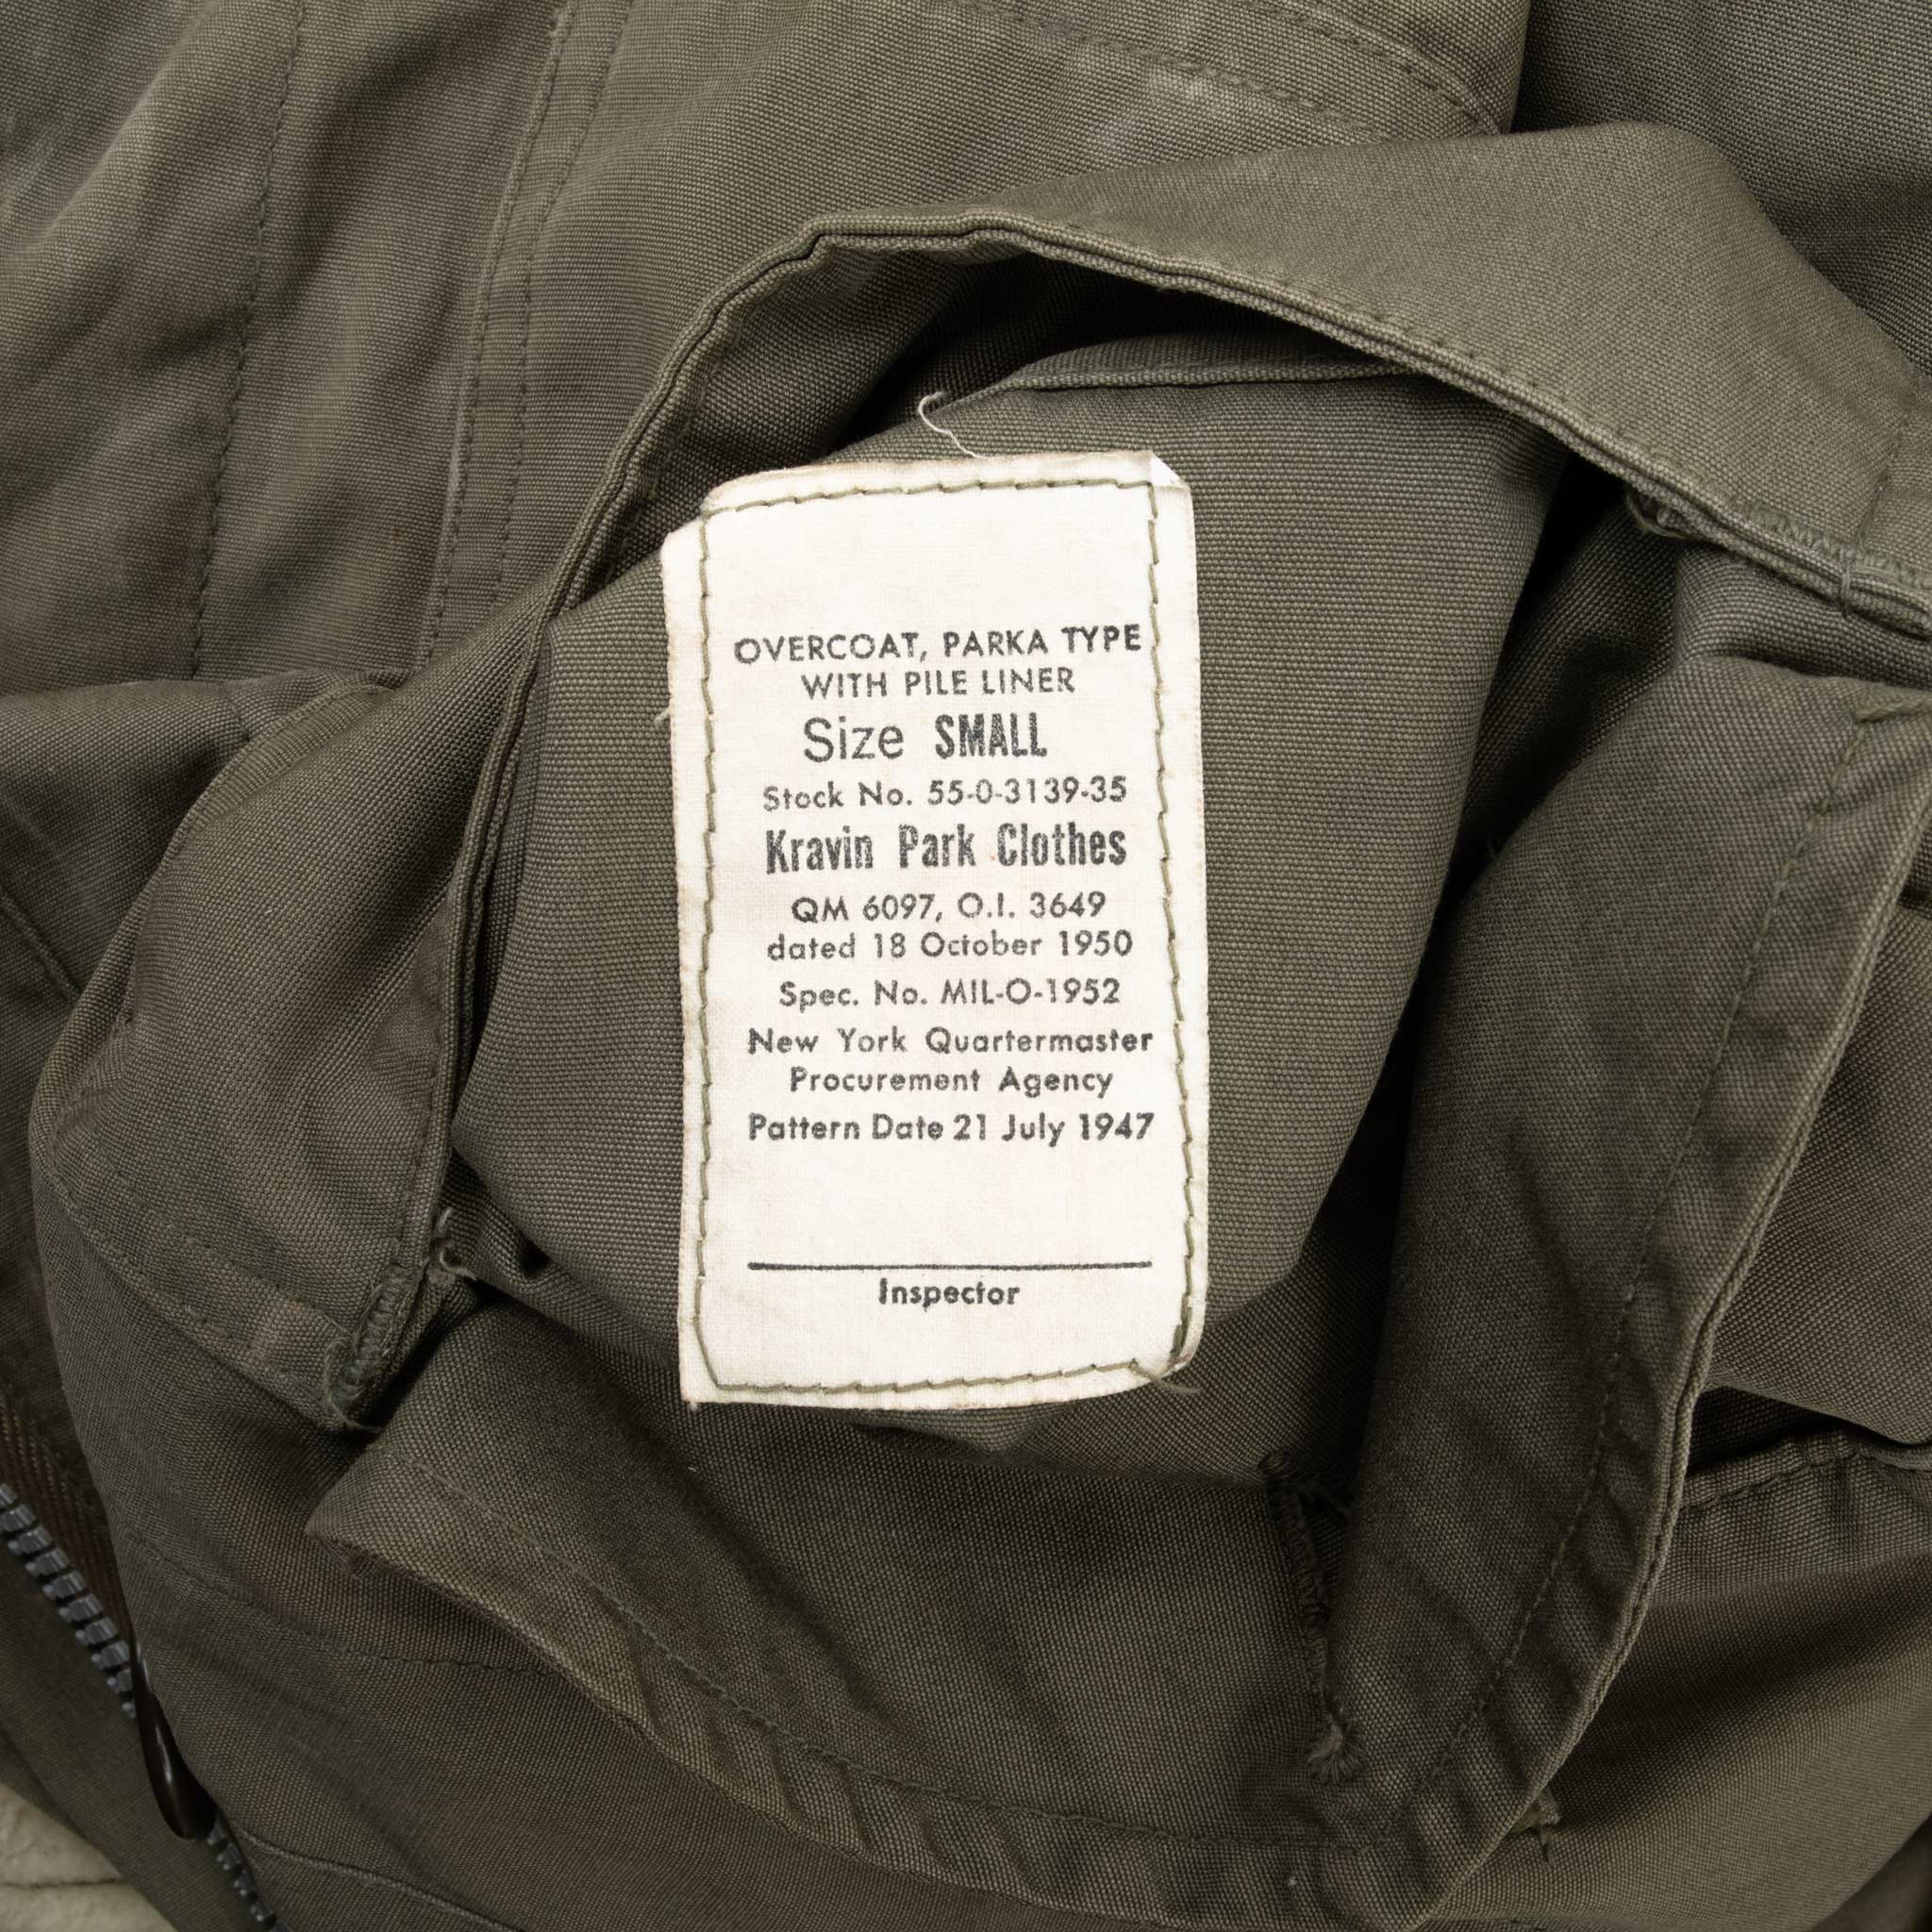 OVERCOAT, PARKA TYPE
WITH PILE LINER
Size SMALL
Stock No. 55-0-3139-35
Kravin Park Clothes
QM 6097, O.I. 3649
dated 18 October 1950
Spec. No. MIL-O-1952
New York Quartermaster
Procurement Agency
Pattern Date 21 July 1947
Inspector